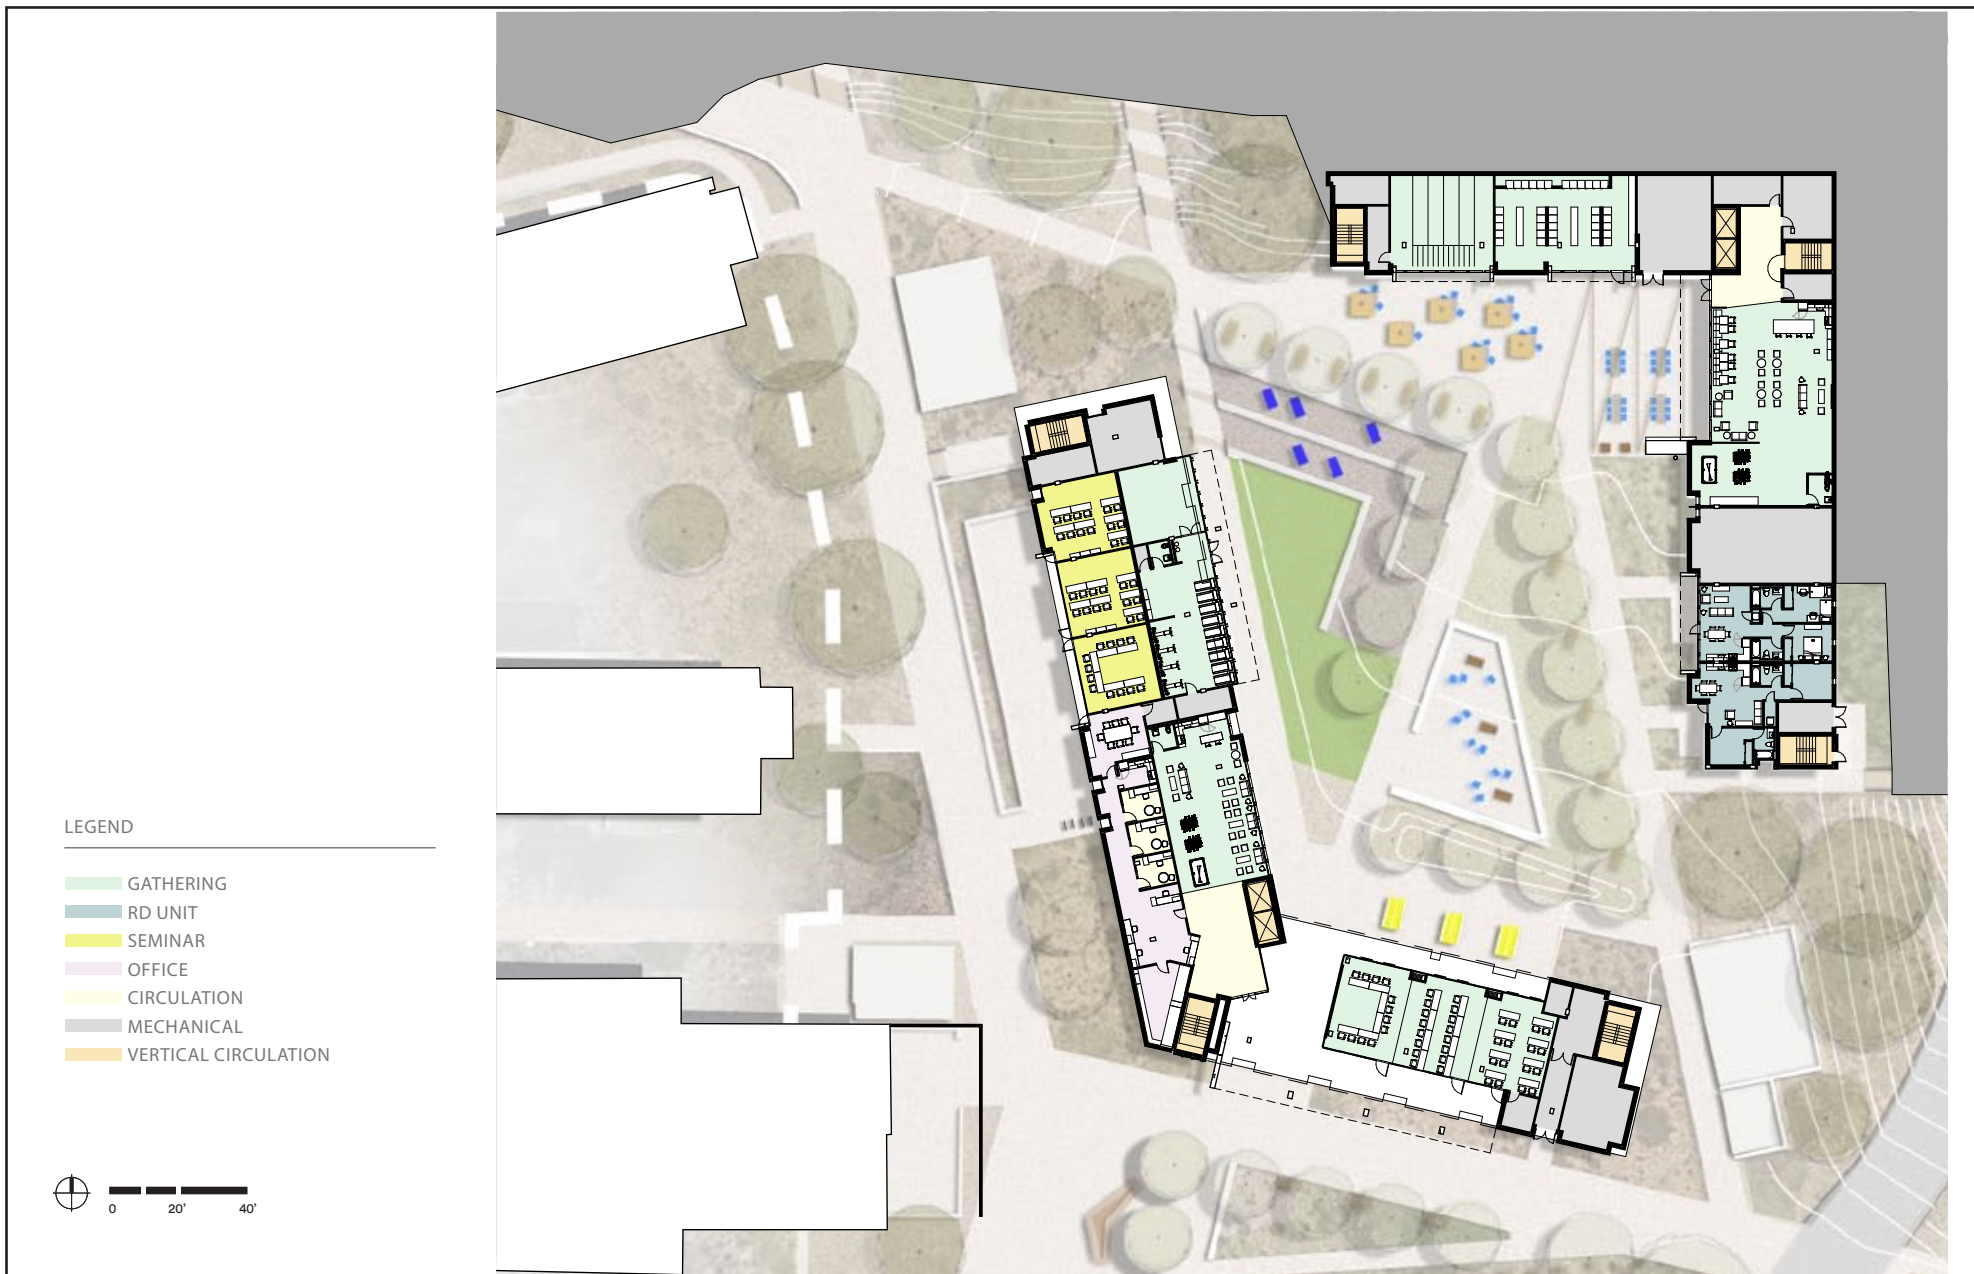 LEGEND
GATHERING
RD UNIT
SEMINAR
OFFICE
CIRCULATION
MECHANICAL
VERTICAL CIRCULATION
0 20' 40'